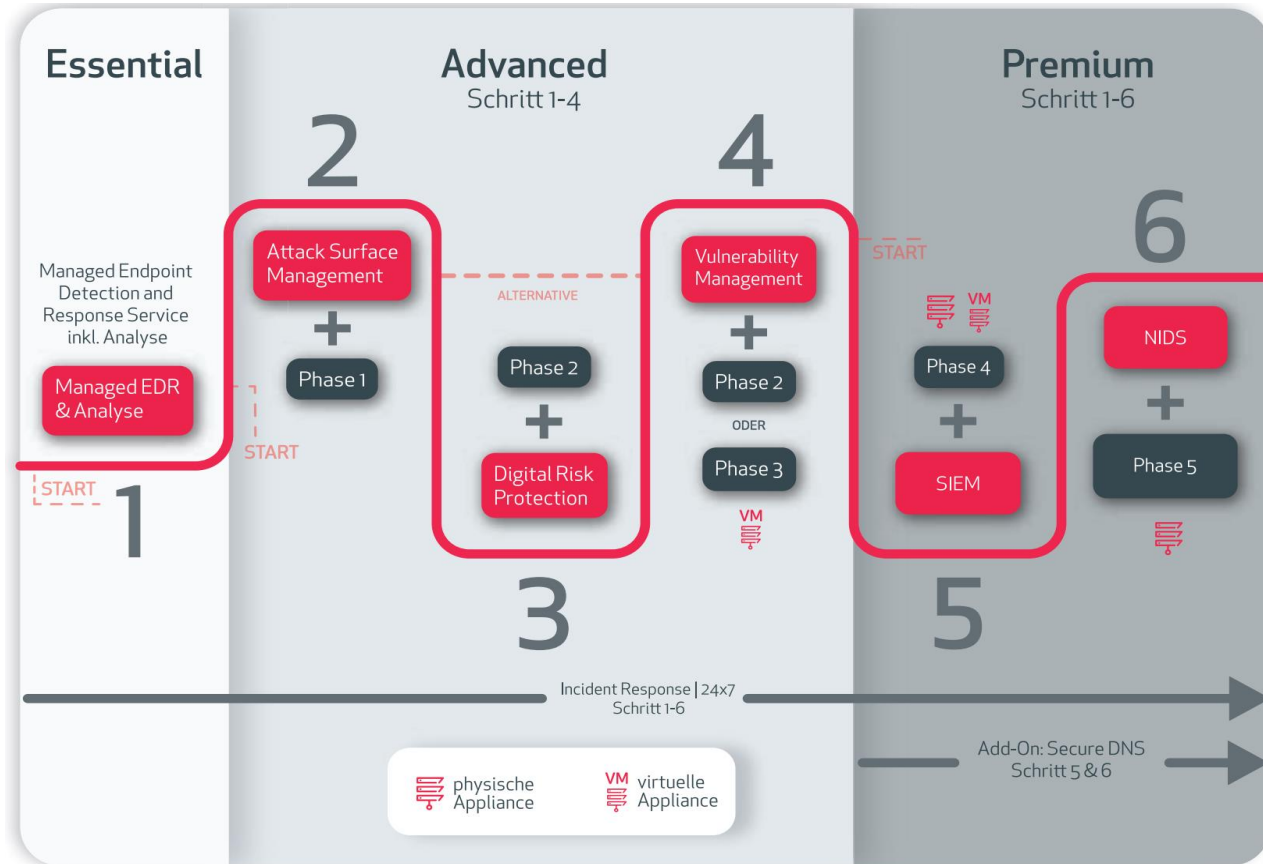 Essential
Advanced
Schritt 1-4
Premium
Schritt 1-6
Managed Endpoint
Detection and
Response Service
inkl. Analyse
Managed EDR
& Analyse
START
1
START
2
Attack Surface
Management
+
Phase 1
ALTERNATIVE
Phase 2
+
Digital Risk
Protection
3
4
Vulnerability
Management
+
Phase 2
ODER
Phase 3
VM
START
VM
Phase 4
+
SIEM
5
6
NIDS
+
Phase 5
Incident Response | 24x7
Schritt 1-6
Add-On: Secure DNS
Schritt 5 & 6
physische
Appliance
VM
virtuelle
Appliance